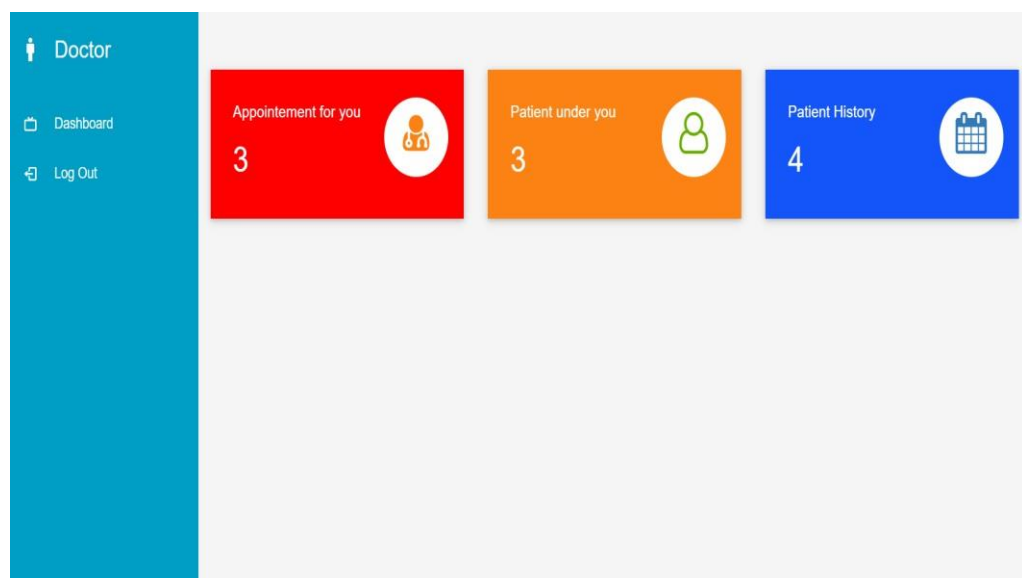 Doctor
Dashboard
Log Out
Appointement for you
3
Patient under you
3
Patient History
4